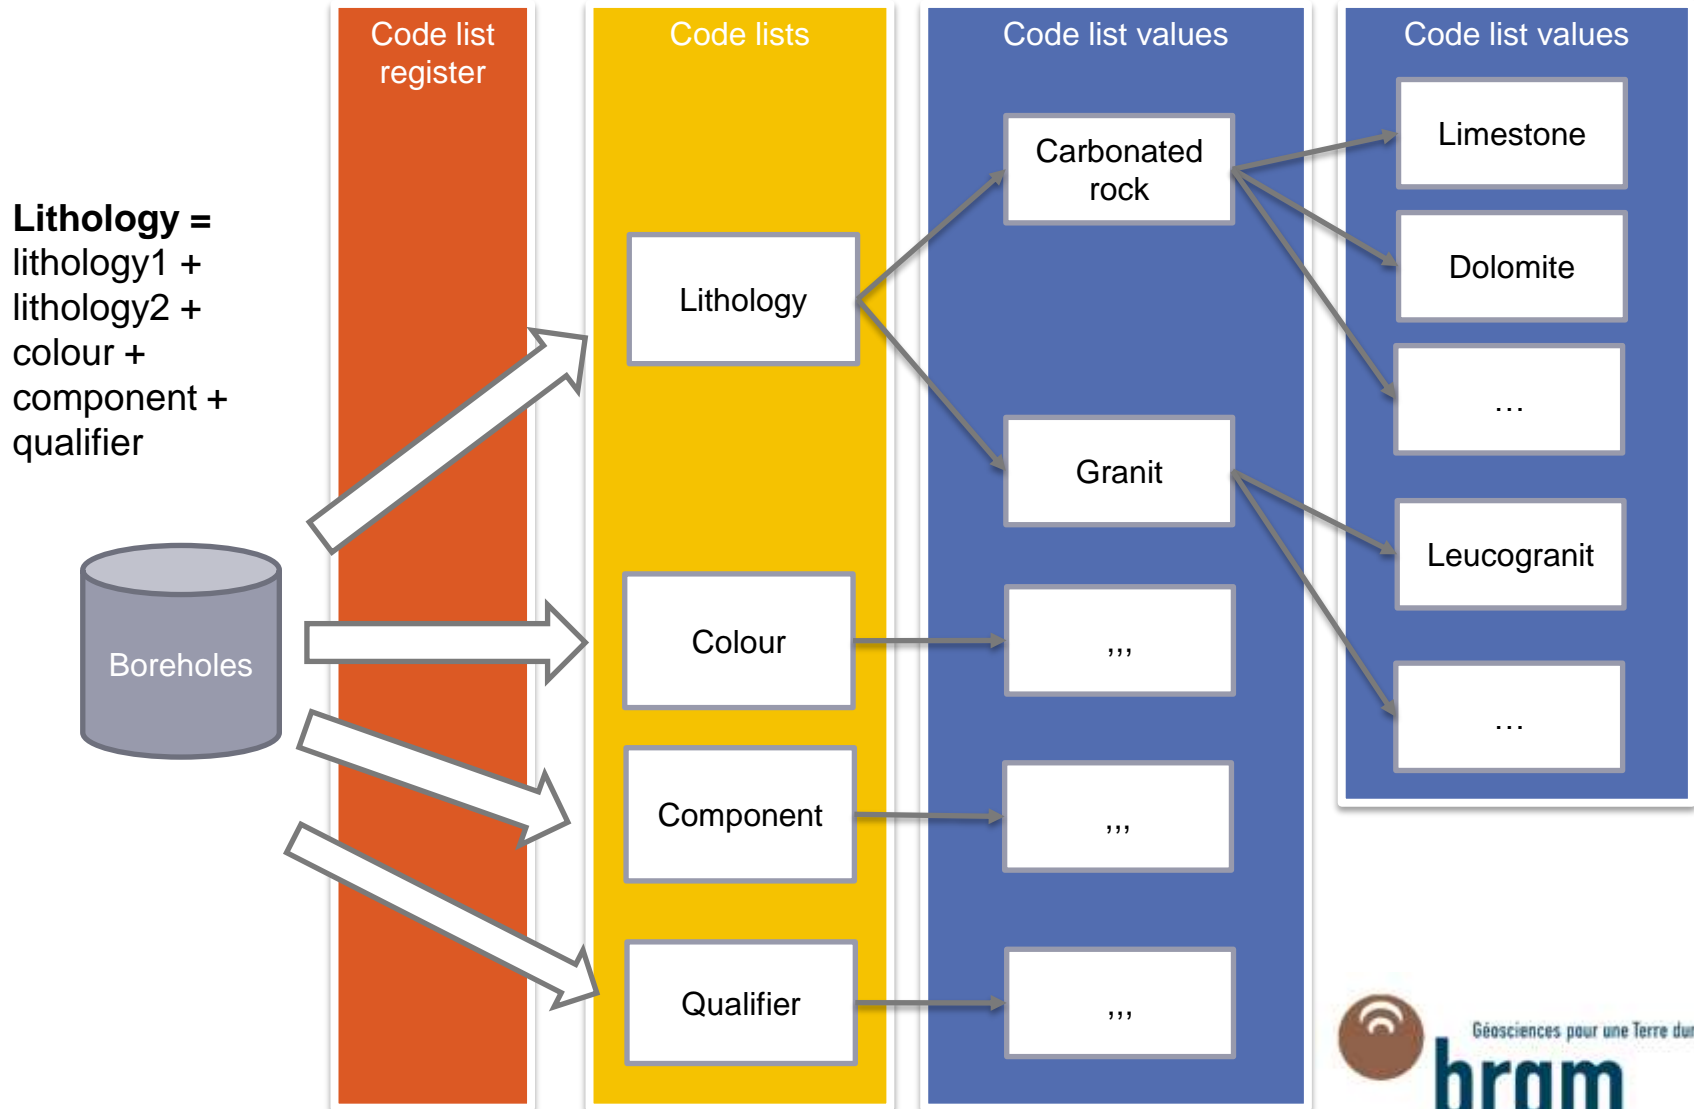 Code list
register
Code lists
Code list values
Code list values
Lithology =
lithology1 +
lithology2 +
colour +
component +
qualifier
Boreholes
Lithology
Colour
Component
Qualifier
Carbonated
rock
Granit
,,,
,,,
,,,
Limestone
Dolomite
...
Leucogranit
...
Géosciences pour une Terre dur
brgm